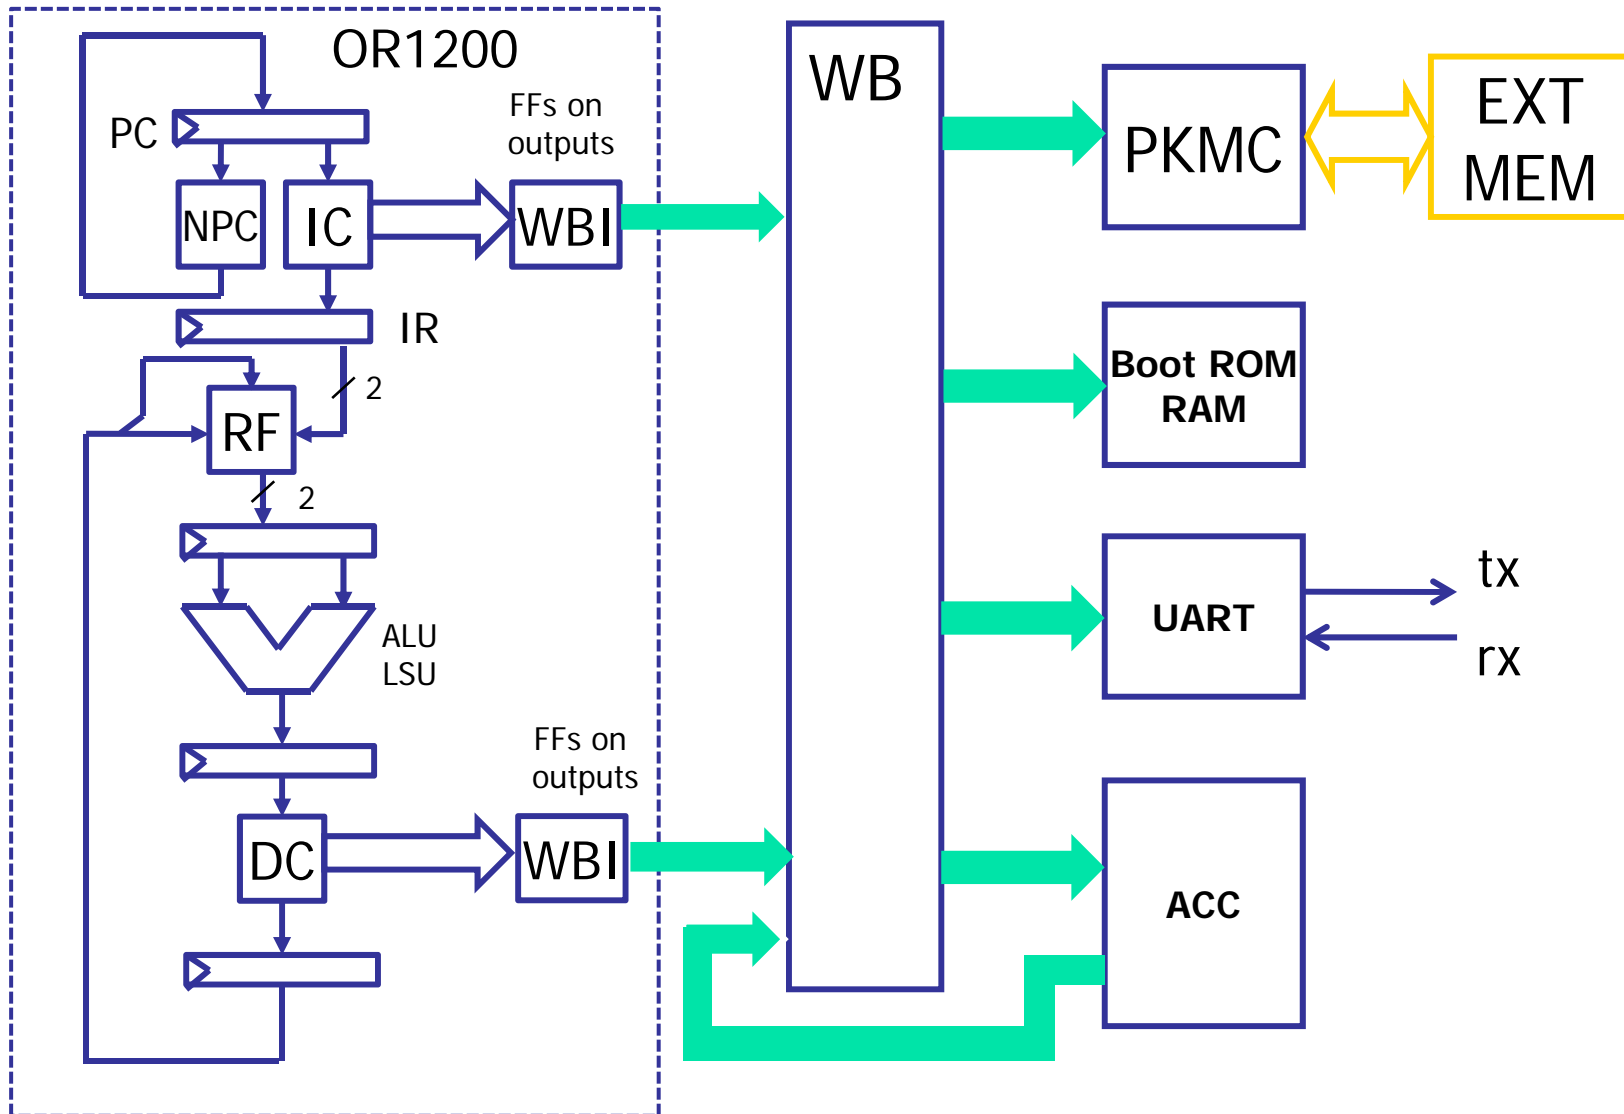 OR1200
PC
FFs on
outputs
NPC
IC
WBI
IR
2
RF
2
ALU
LSU
FFs on
outputs
DC
WBI
WB
PKMC
EXT
MEM
Boot ROM
RAM
UART
tx
rx
ACC